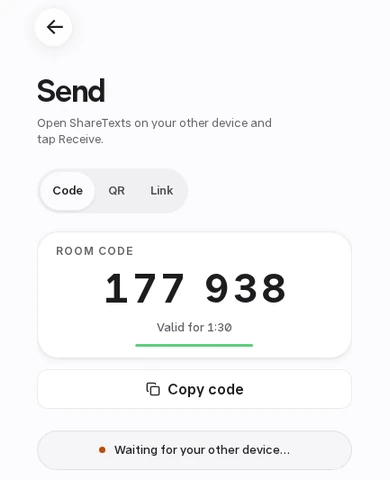 Send
Open ShareTexts on your other device and
tap Receive.
Code QR Link
ROOM CODE
177 938
Valid for 1:30
Copy code
Waiting for your other device...